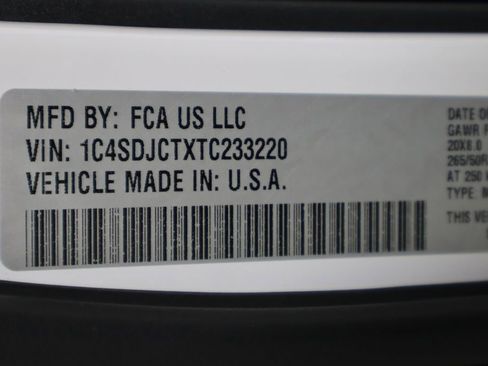 MFD BY: FCA US LLC
VIN: 1C4SDJCTXTC233220
VEHICLE MADE IN: U.S.A.
DATE O
GAWR
20X8.0
265/50R
AT 250
TYPE:
THIS VE